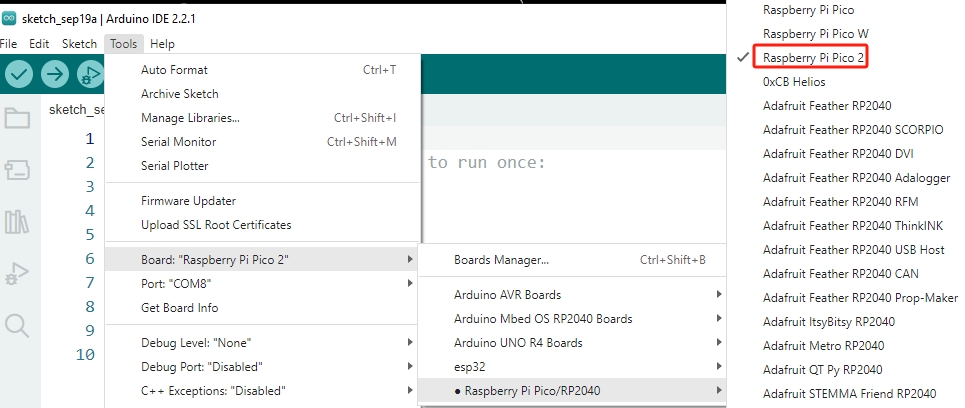 sketch_sep19a | Arduino IDE 2.2.1
File Edit Sketch Tools Help
Auto Format Ctrl+T
Archive Sketch
Manage Libraries... Ctrl+Shift+I
Serial Monitor Ctrl+Shift+M
Serial Plotter
Firmware Updater
Upload SSL Root Certificates
Board: "Raspberry Pi Pico 2"
Port: "COM8"
Get Board Info
Debug Level: "None"
Debug Port: "Disabled"
C++ Exceptions: "Disabled"
sketch_se
1
2
3
4
5
6
7
8
9
10
to run once:
Boards Manager... Ctrl+Shift+B
Arduino AVR Boards
Arduino Mbed OS RP2040 Boards
Arduino UNO R4 Boards
esp32
● Raspberry Pi Pico/RP2040
Raspberry Pi Pico
Raspberry Pi Pico W
Raspberry Pi Pico 2
0xCB Helios
Adafruit Feather RP2040
Adafruit Feather RP2040 SCORPIO
Adafruit Feather RP2040 DVI
Adafruit Feather RP2040 Adalogger
Adafruit Feather RP2040 RFM
Adafruit Feather RP2040 ThinkINK
Adafruit Feather RP2040 USB Host
Adafruit Feather RP2040 CAN
Adafruit Feather RP2040 Prop-Maker
Adafruit ItsyBitsy RP2040
Adafruit Metro RP2040
Adafruit QT Py RP2040
Adafruit STEMMA Friend RP2040